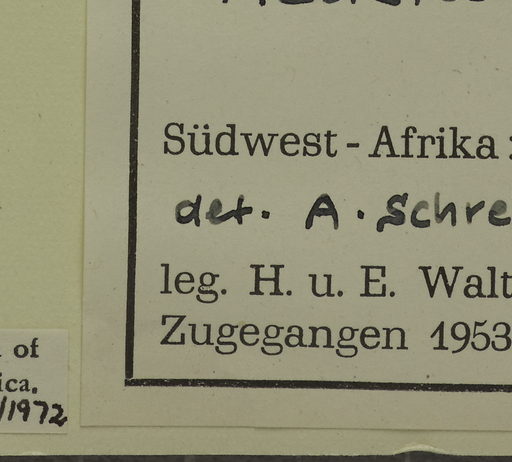 Südwest - Afrika :
det. A. Schre
leg. H. u. E. Walt
Zugegangen 1953
of
ica.
/1972